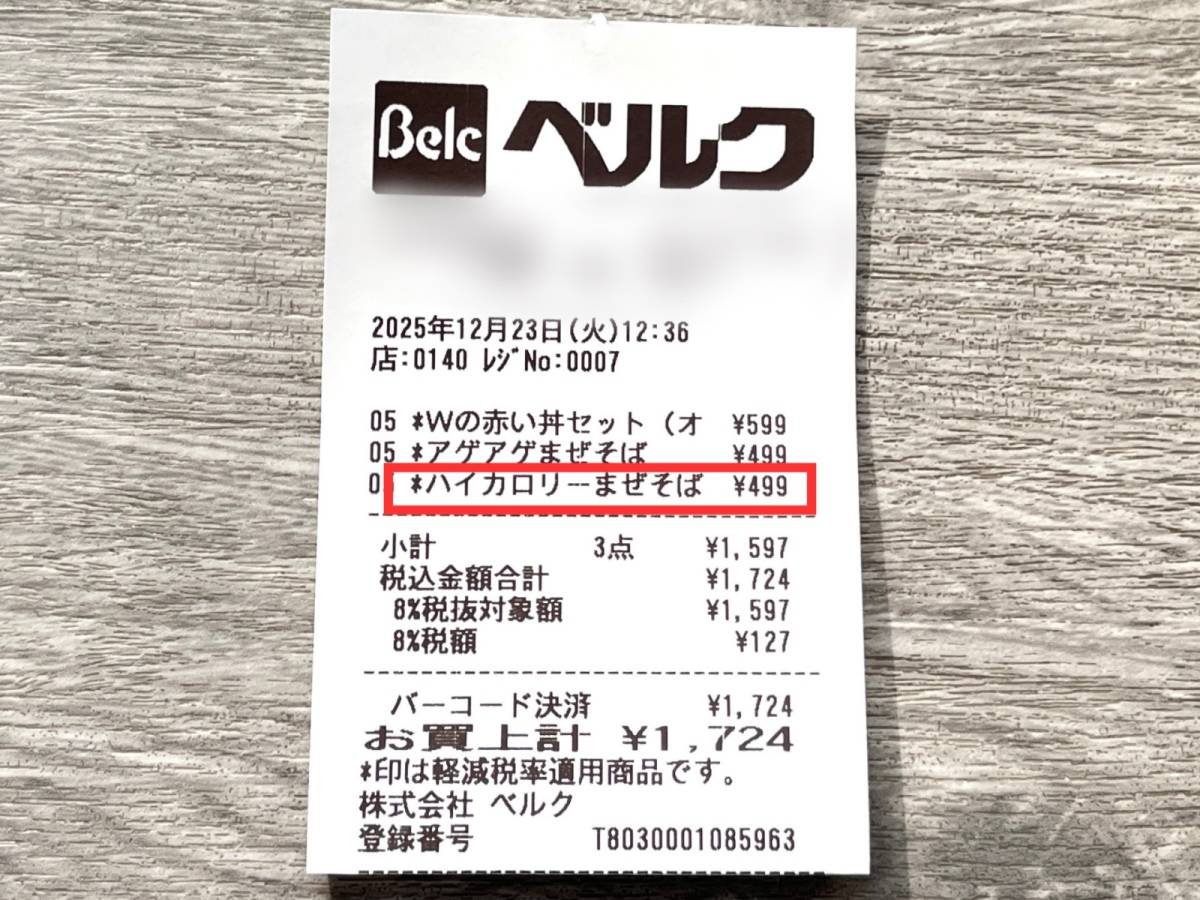 Belc ベルク
2025年12月23日(火)12:36
店:0140 ﾚｼﾞNo:0007
05 *Wの赤い丼セット（オ ¥599
05 *アゲアゲまぜそば ¥499
0 *ハイカロリーまぜそば ¥499
小計 3点 ¥1,597
税込金額合計 ¥1,724
8%税抜対象額 ¥1,597
8%税額 ¥127
バーコード決済 ¥1,724
お買上計 ¥1,724
*印は軽減税率適用商品です。
株式会社 ベルク
登録番号 T8030001085963